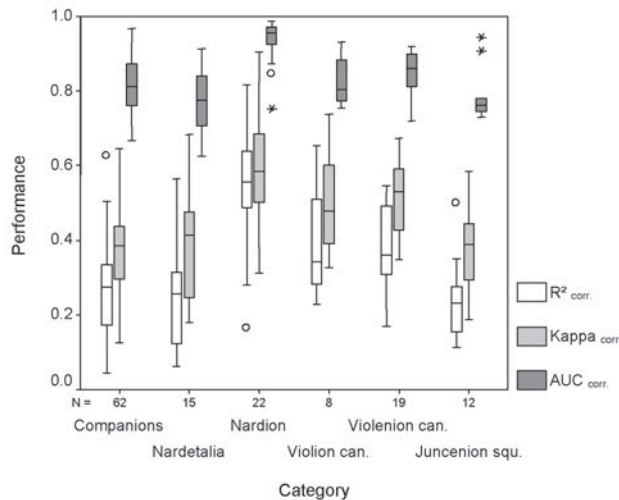 1.0
0.8
0.6
0.4
0.2
0.0
Performance
N = 62 15 22 8 19 12
Companions Nardion Violenion can.
Nardetalia Violion can. Juncenion squ.
Category
R² corr.
Kappa corr
AUC corr.